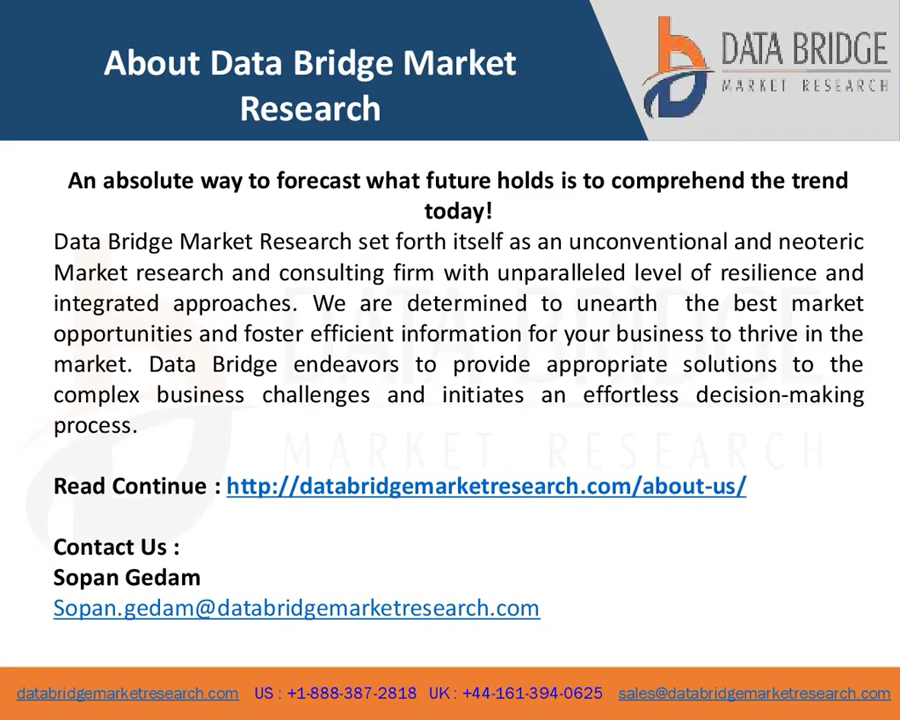 About Data Bridge Market
Research
DATA BRIDGE
MARKET RESEARCH
An absolute way to forecast what future holds is to comprehend the trend
today!
Data Bridge Market Research set forth itself as an unconventional and neoteric
Market research and consulting firm with unparalleled level of resilience and
integrated approaches. We are determined to unearth the best market
opportunities and foster efficient information for your business to thrive in the
market. Data Bridge endeavors to provide appropriate solutions to the
complex business challenges and initiates an effortless decision-making
process.
DATA BRIDGE
MARKET RESEARCH
Read Continue : http://databridgemarketresearch.com/about-us/
Contact Us :
Sopan Gedam
Sopan.gedam@databridgemarketresearch.com
databridgemarketresearch.com US : +1-888-387-2818 UK : +44-161-394-0625 sales@databridgemarketresearch.com